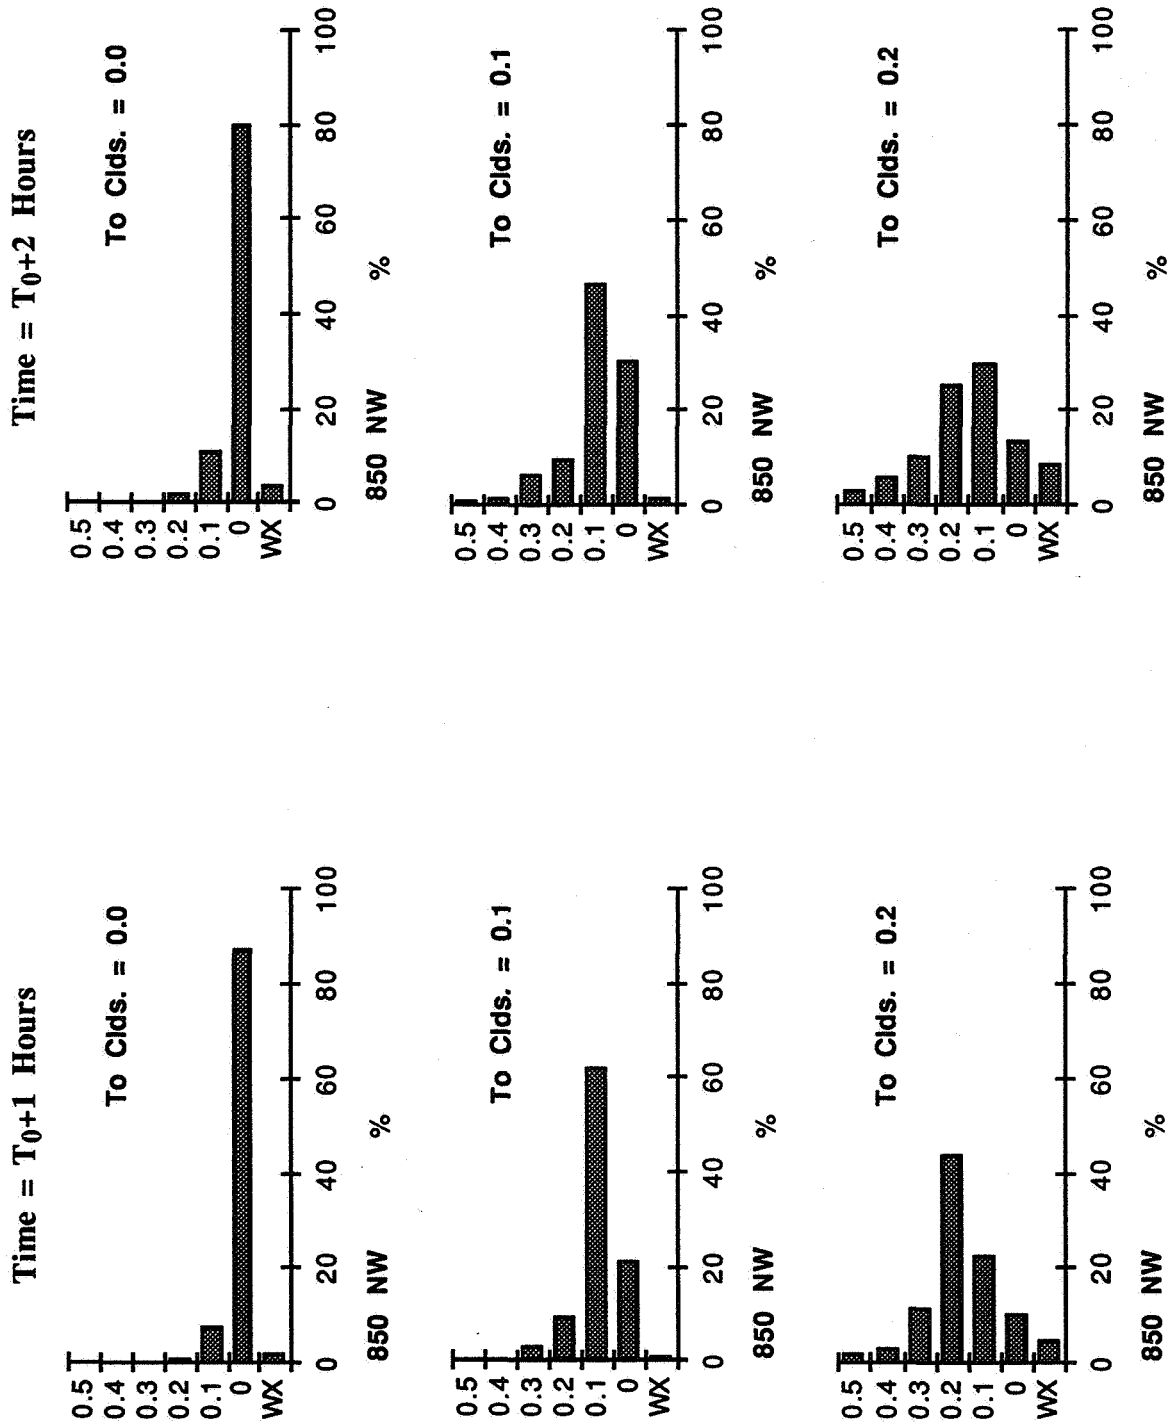 Time = T0+1 Hours
To Clds. = 0.0
0.5
0.4
0.3
0.2
0.1
0
WX
0 20 40 60 80 100
850 NW %
To Clds. = 0.1
0.5
0.4
0.3
0.2
0.1
0
WX
0 20 40 60 80 100
850 NW %
To Clds. = 0.2
0.5
0.4
0.3
0.2
0.1
0
WX
0 20 40 60 80 100
850 NW %
Time = T0+2 Hours
To Clds. = 0.0
0.5
0.4
0.3
0.2
0.1
0
WX
0 20 40 60 80 100
850 NW %
To Clds. = 0.1
0.5
0.4
0.3
0.2
0.1
0
WX
0 20 40 60 80 100
850 NW %
To Clds. = 0.2
0.5
0.4
0.3
0.2
0.1
0
WX
0 20 40 60 80 100
850 NW %